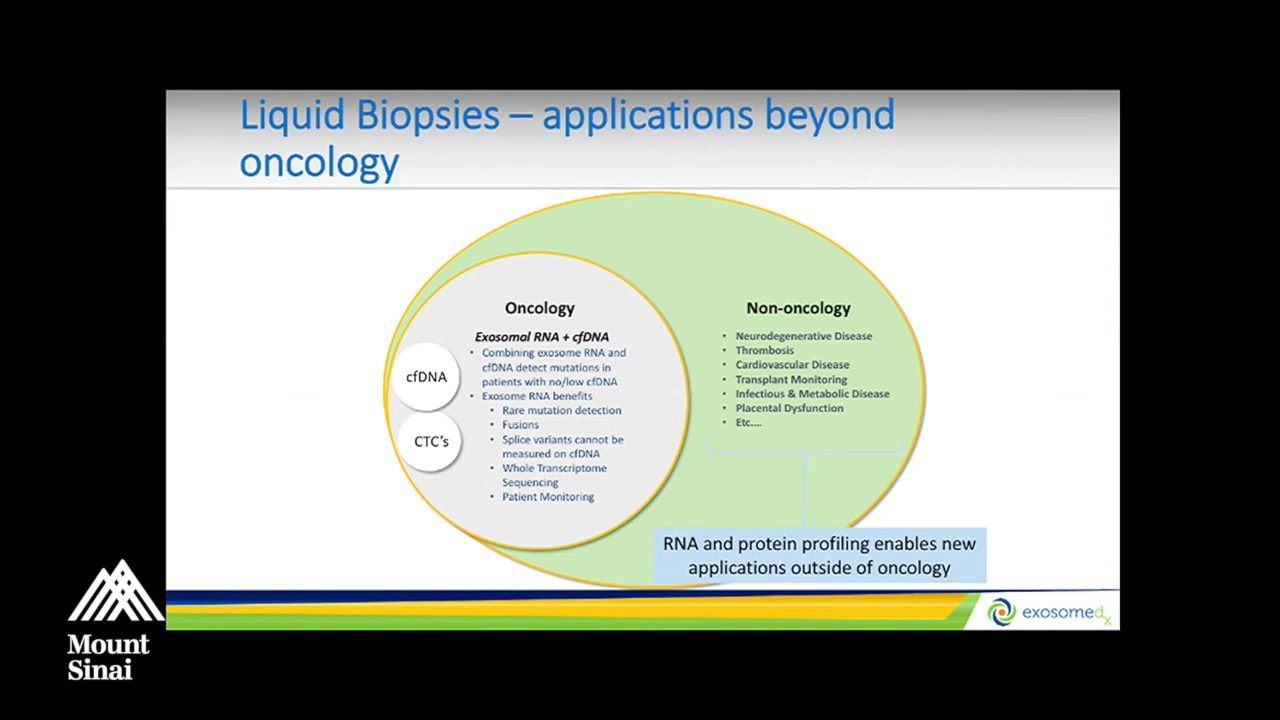 Liquid Biopsies – applications beyond
oncology
Oncology
Exosomal RNA + cfDNA
• Combining exosome RNA and
cfDNA detect mutations in
patients with no/low cfDNA
• Exosome RNA benefits
• Rare mutation detection
• Fusions
• Splice variants cannot be
measured on cfDNA
• Whole Transcriptome
Sequencing
• Patient Monitoring
cfDNA
CTC's
Non-oncology
• Neurodegenerative Disease
• Thrombosis
• Cardiovascular Disease
• Transplant Monitoring
• Infectious & Metabolic Disease
• Placental Dysfunction
• Etc....
RNA and protein profiling enables new
applications outside of oncology
exosomedx
Mount
Sinai